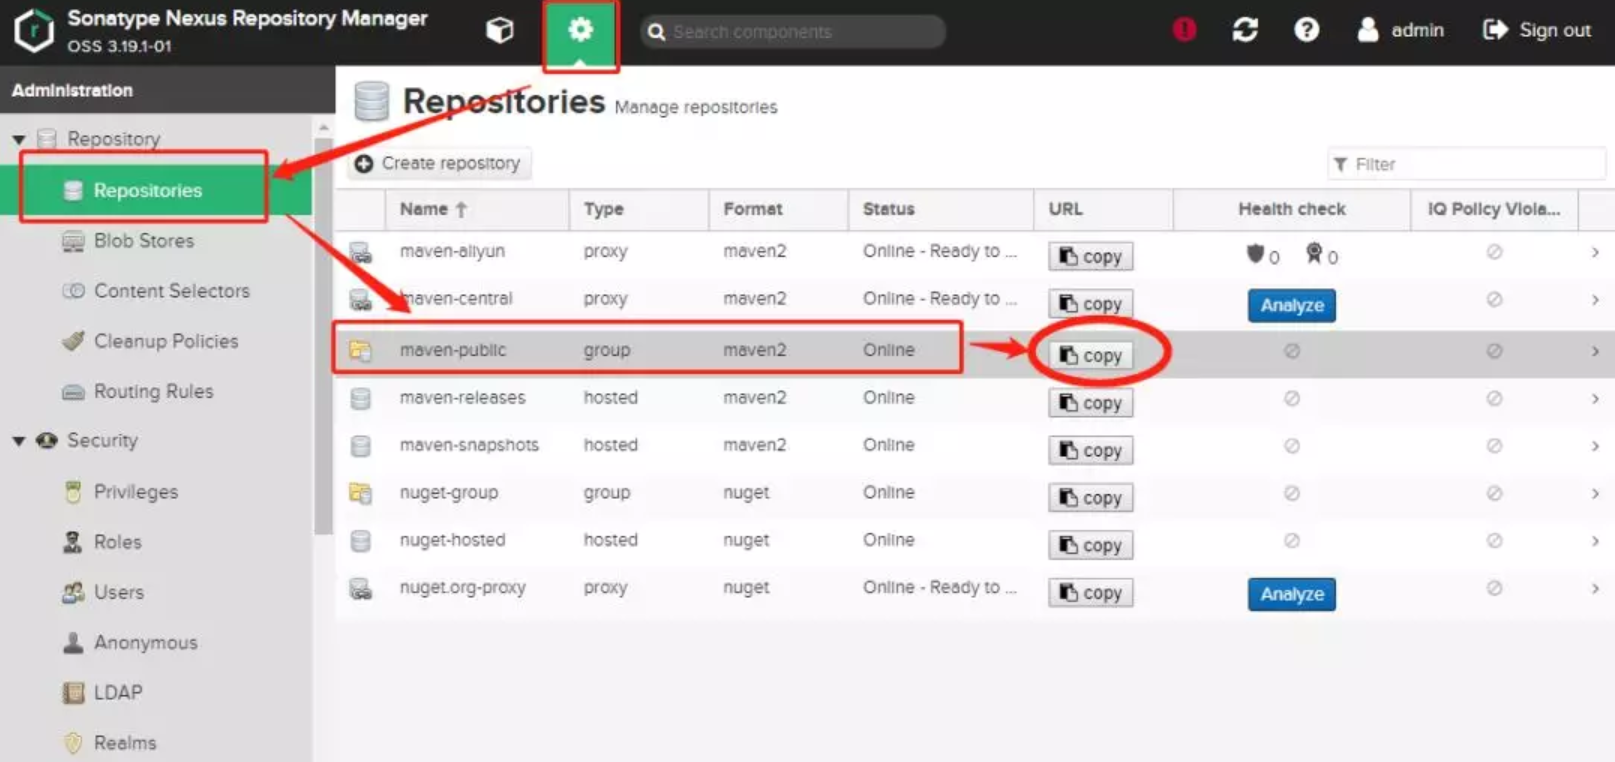 Sonatype Nexus Repository Manager
OSS 3.19.1-01
Search components
admin
Sign out
Administration
Repository
Repositories
Blob Stores
Content Selectors
Cleanup Policies
Routing Rules
Security
Privileges
Roles
Users
Anonymous
LDAP
Realms
Repositories Manage repositories
Create repository
Filter
Name Type Format Status URL Health check IQ Policy Viola...
maven-aliyun proxy maven2 Online - Ready to ... copy 0 0
maven-central proxy maven2 Online - Ready to ... copy Analyze
maven-public group maven2 Online copy
maven-releases hosted maven2 Online copy
maven-snapshots hosted maven2 Online copy
nuget-group group nuget Online copy
nuget-hosted hosted nuget Online copy
nuget.org-proxy proxy nuget Online - Ready to ... copy Analyze